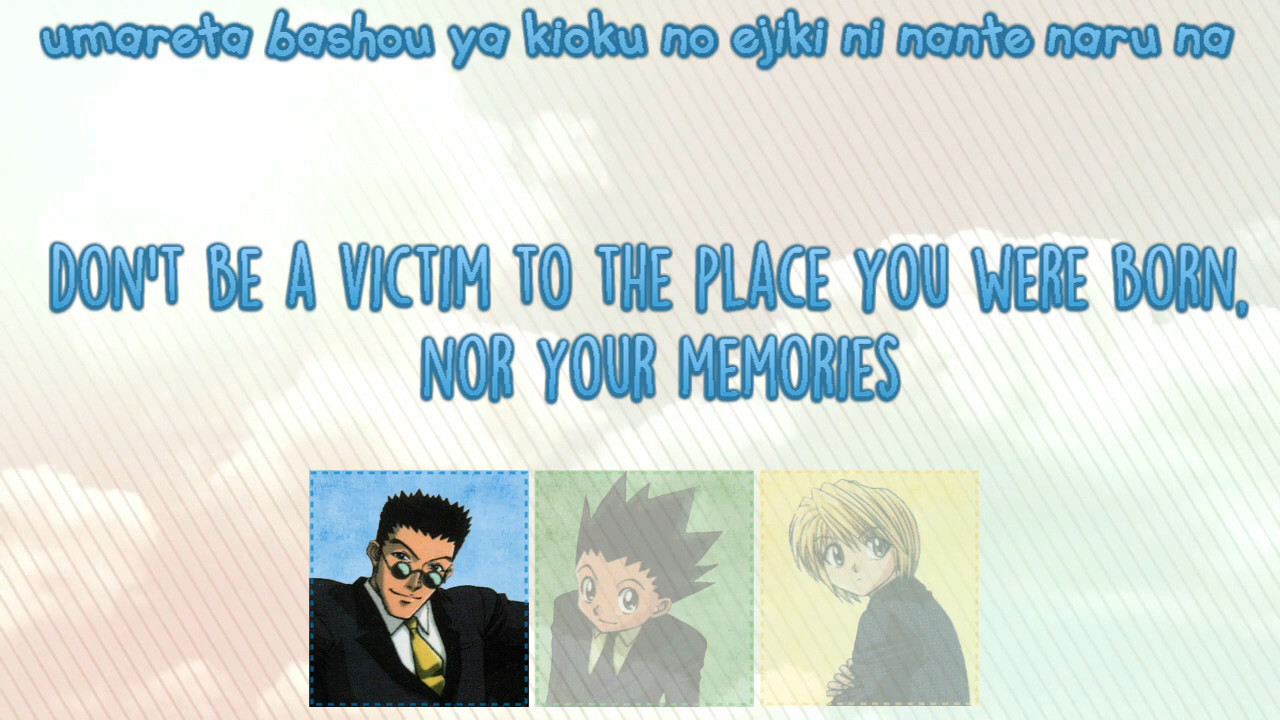 umareta bashou ya kioku no ejiki ni nante naru na
DON'T BE A VICTIM TO THE PLACE YOU WERE BORN,
NOR YOUR MEMORIES